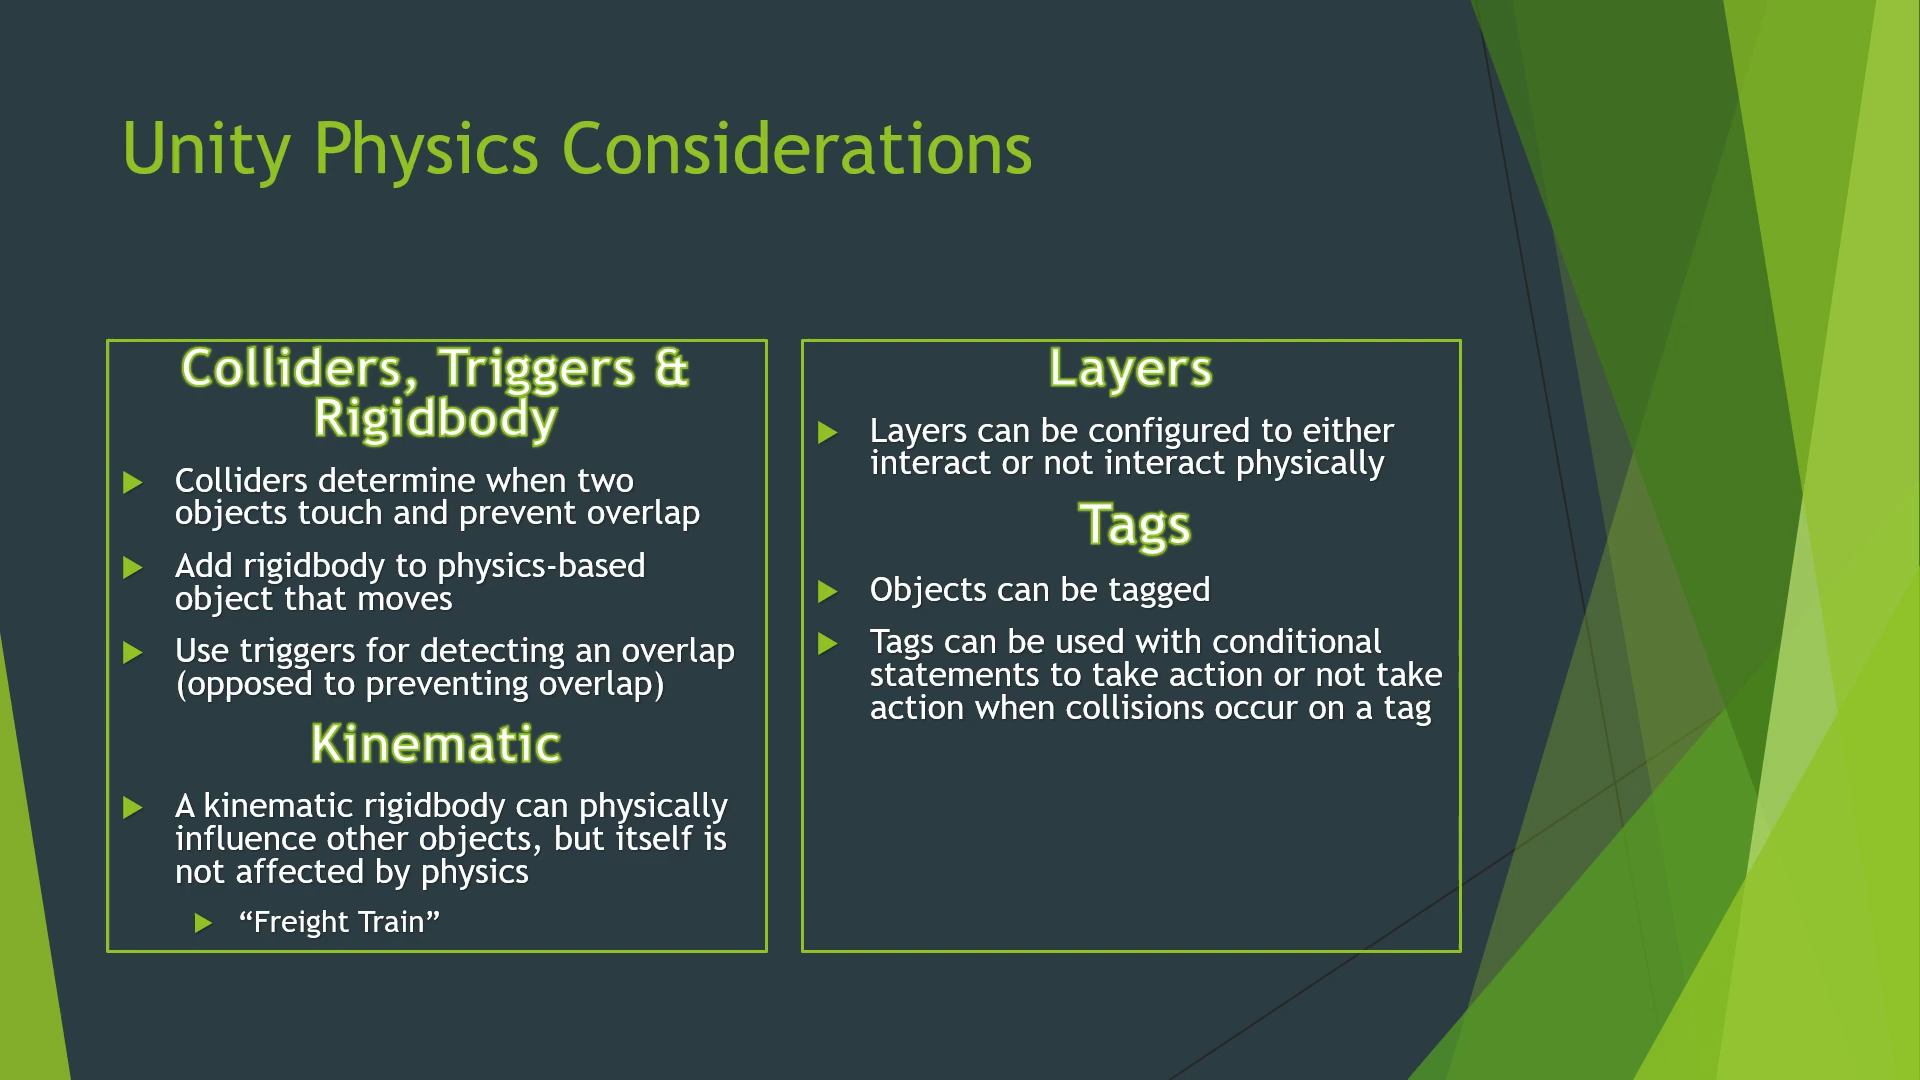 Unity Physics Considerations
Colliders, Triggers &
Rigidbody
Colliders determine when two
objects touch and prevent overlap
Add rigidbody to physics-based
object that moves
Use triggers for detecting an overlap
(opposed to preventing overlap)
Kinematic
A kinematic rigidbody can physically
influence other objects, but itself is
not affected by physics
“Freight Train”
Layers
Layers can be configured to either
interact or not interact physically
Tags
Objects can be tagged
Tags can be used with conditional
statements to take action or not take
action when collisions occur on a tag